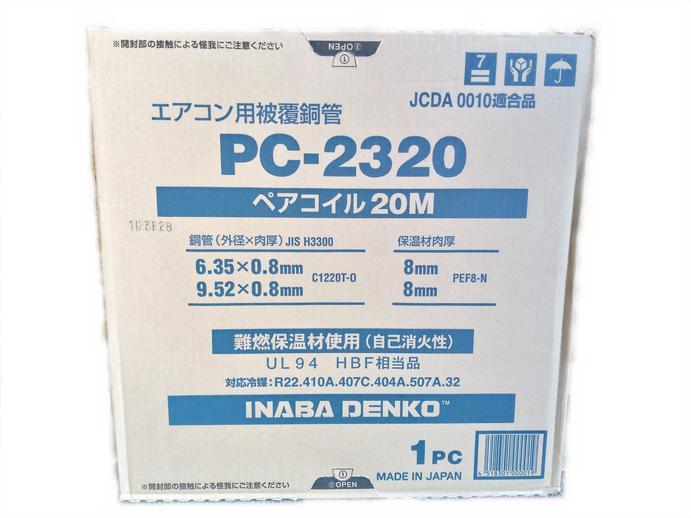 ※開封部の接触による怪我にご注意ください
②OPEN
①
7
JCDA 0010適合品
エアコン用被覆銅管
PC-2320
ペアコイル20M
銅管(外径×肉厚)JIS H3300
保温材肉厚
6.35×0.8mm
9.52×0.8mm
C1220T-O
8mm
8mm
PEF8-N
難燃保温材使用(自己消火性)
UL94 HBF相当品
対応冷媒:R22.410A.407C.404A.507A.32
INABA DENKO™
1PC
MADE IN JAPAN
※開封部の接触による怪我にご注意ください
①
②OPEN